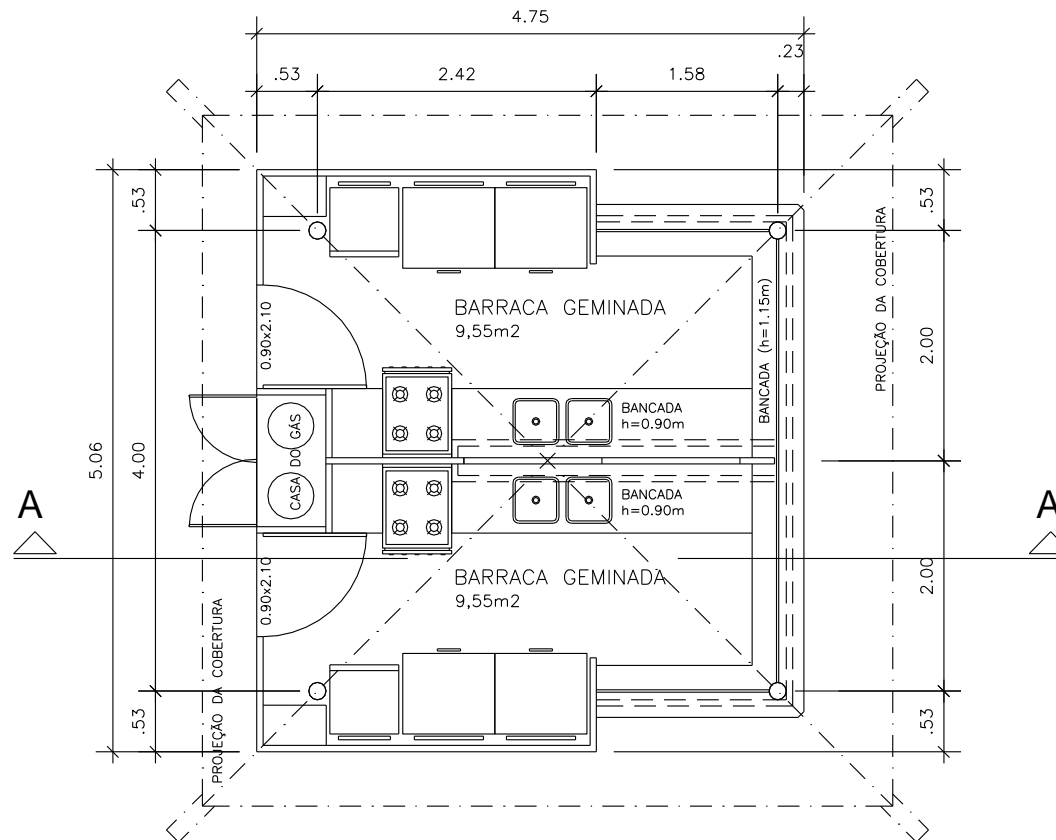 4.75
.23
.53
2.42
1.58
.53
.53
PROJEÇÃO DA COBERTURA
BARRACA GEMINADA
9,55m2
0.90x2.10
BANCADA (h=1.15m)
2.00
BANCADA
h=0.90m
CASA DO GÁS
5.06
4.00
BANCADA
h=0.90m
A
A
BARRACA GEMINADA
9,55m2
0.90x2.10
2.00
PROJEÇÃO DA COBERTURA
.53
.53